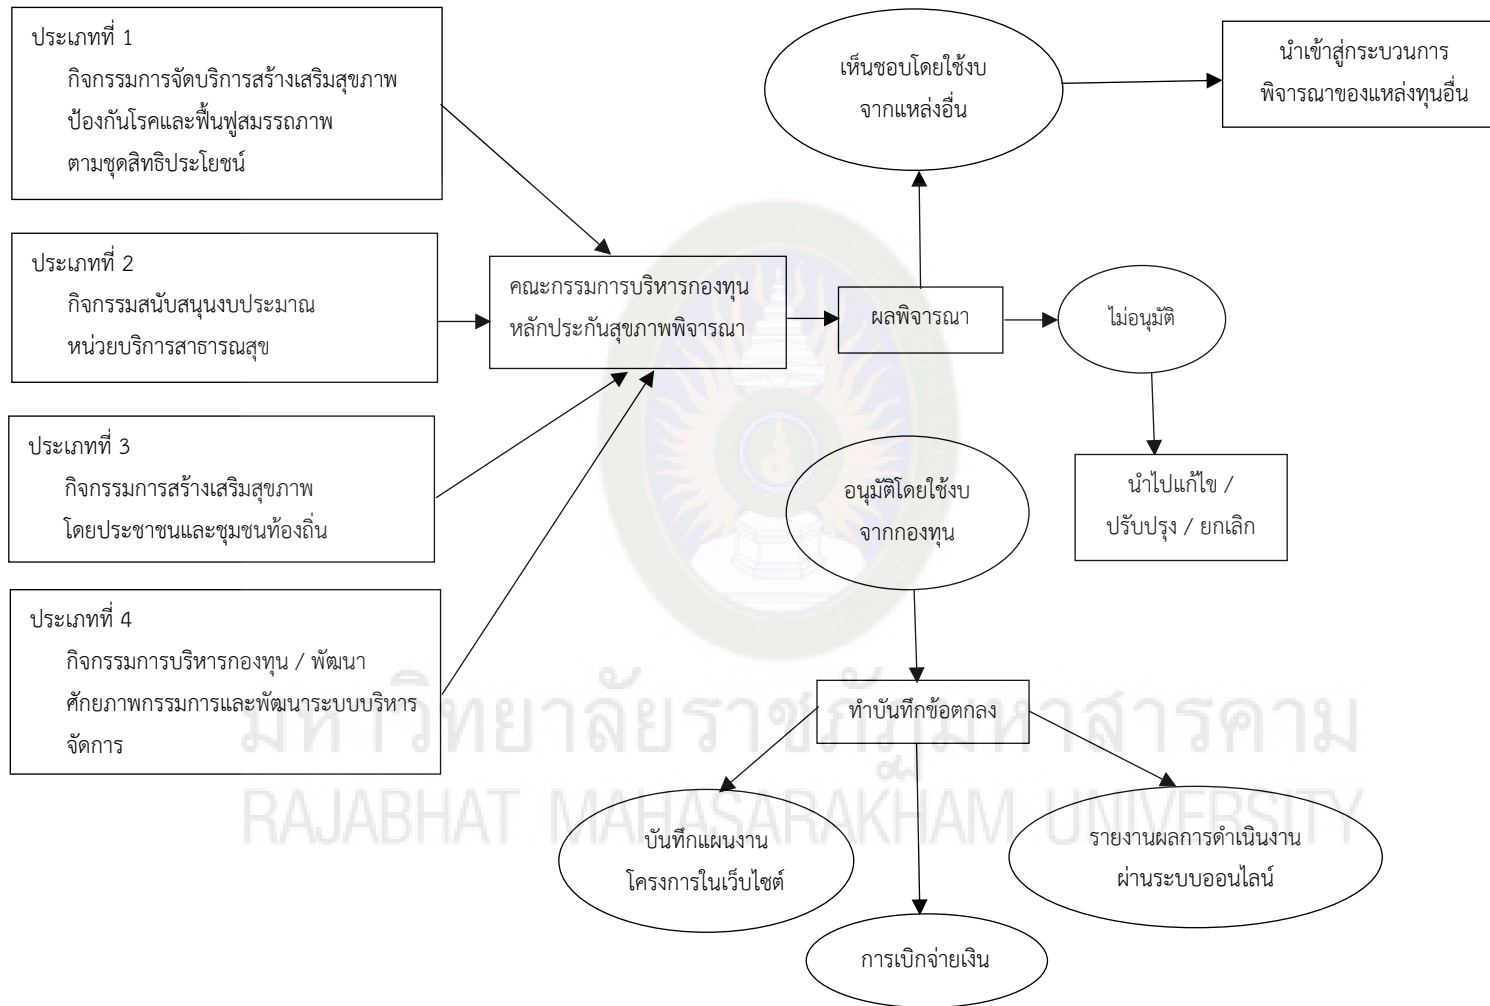 ประเภทที่ 1
กิจกรรมการจัดบริการสร้างเสริมสุขภาพ
ป้องกันโรคและฟื้นฟูสมรรถภาพ
ตามชุดสิทธิประโยชน์
ประเภทที่ 2
กิจกรรมสนับสนุนงบประมาณ
หน่วยบริการสาธารณสุข
ประเภทที่ 3
กิจกรรมการสร้างเสริมสุขภาพ
โดยประชาชนและชุมชนท้องถิ่น
ประเภทที่ 4
กิจกรรมการบริหารกองทุน / พัฒนา
ศักยภาพกรรมการและพัฒนาระบบบริหาร
จัดการ
คณะกรรมการบริหารกองทุน
หลักประกันสุขภาพพิจารณา
ผลพิจารณา
เห็นชอบโดยใช้งบ
จากแหล่งอื่น
นำเข้าสู่กระบวนการ
พิจารณาของแหล่งทุนอื่น
ไม่อนุมัติ
นำไปแก้ไข /
ปรับปรุง / ยกเลิก
อนุมัติโดยใช้งบ
จากกองทุน
ทำบันทึกข้อตกลง
บันทึกแผนงาน
โครงการในเว็บไซต์
การเบิกจ่ายเงิน
รายงานผลการดำเนินงาน
ผ่านระบบออนไลน์
มหาวิทยาลัยราชภัฏมหาสารคาม
RAJABHAT MAHASARAKHAM UNIVERSITY